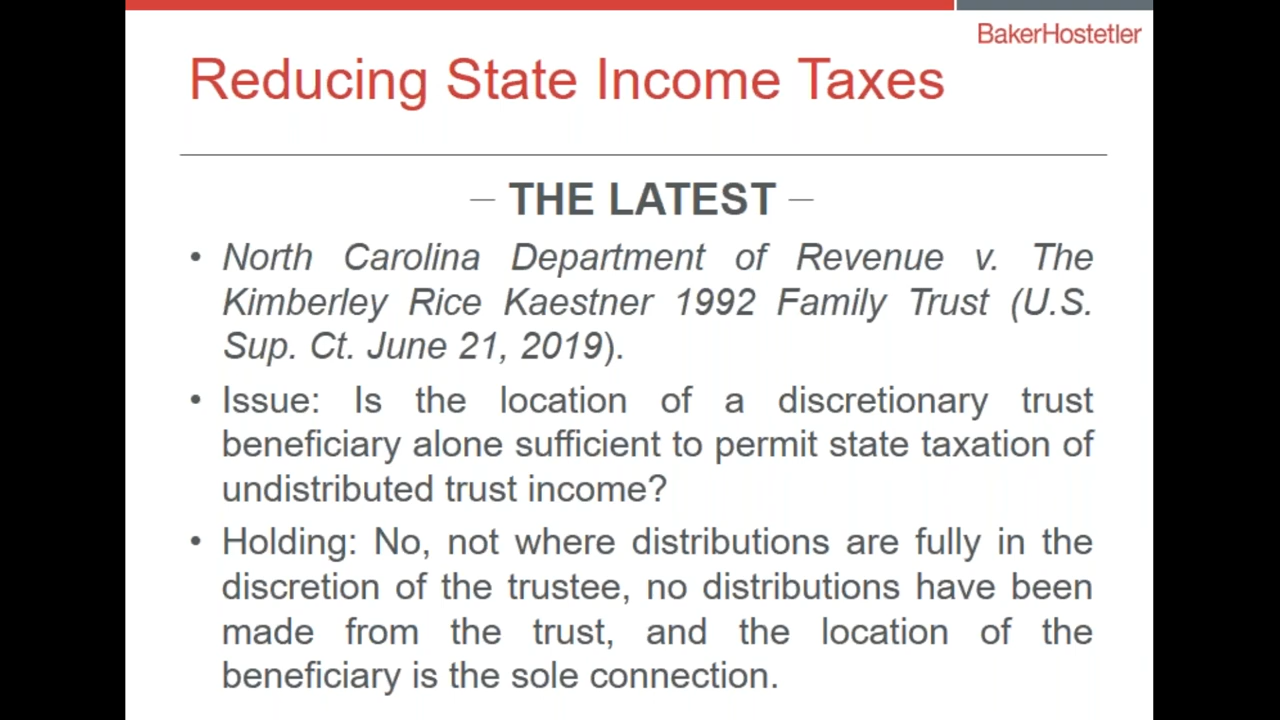 BakerHostetler
Reducing State Income Taxes
– THE LATEST –
• North Carolina Department of Revenue v. The
Kimberley Rice Kaestner 1992 Family Trust (U.S.
Sup. Ct. June 21, 2019).
• Issue: Is the location of a discretionary trust
beneficiary alone sufficient to permit state taxation of
undistributed trust income?
• Holding: No, not where distributions are fully in the
discretion of the trustee, no distributions have been
made from the trust, and the location of the
beneficiary is the sole connection.